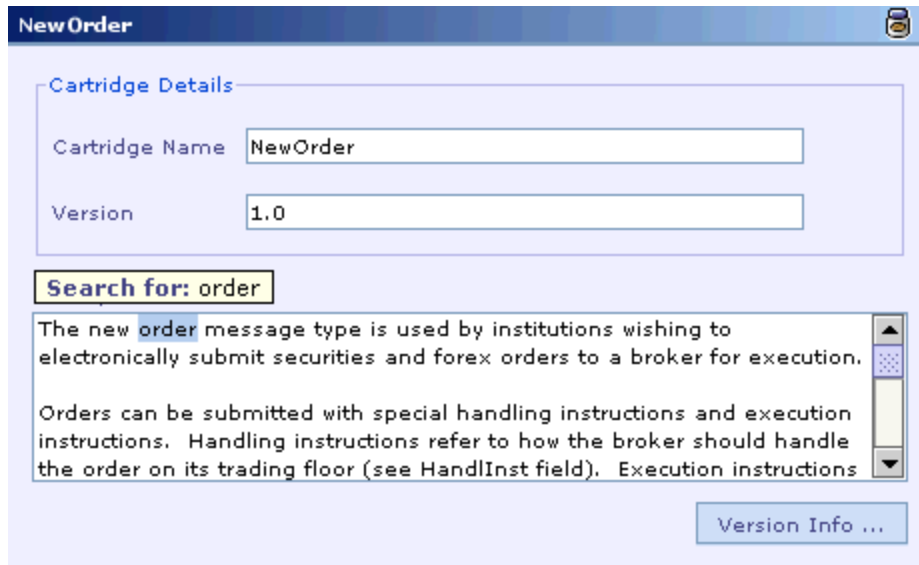 NewOrder
Cartridge Details
Cartridge Name NewOrder
Version 1.0
Search for: order
The new order message type is used by institutions wishing to
electronically submit securities and forex orders to a broker for execution.
Orders can be submitted with special handling instructions and execution
instructions.  Handling instructions refer to how the broker should handle
the order on its trading floor (see HandlInst field).  Execution instructions
Version Info ...